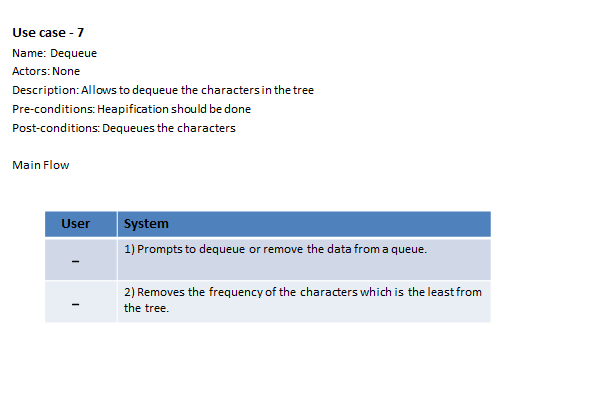 Use case - 7
Name: Dequeue
Actors: None
Description: Allows to dequeue the characters in the tree
Pre-conditions: Heapification should be done
Post-conditions: Dequeues the characters
Main Flow
User System
1) Prompts to dequeue or remove the data from a queue.
–
2) Removes the frequency of the characters which is the least from
the tree.
–